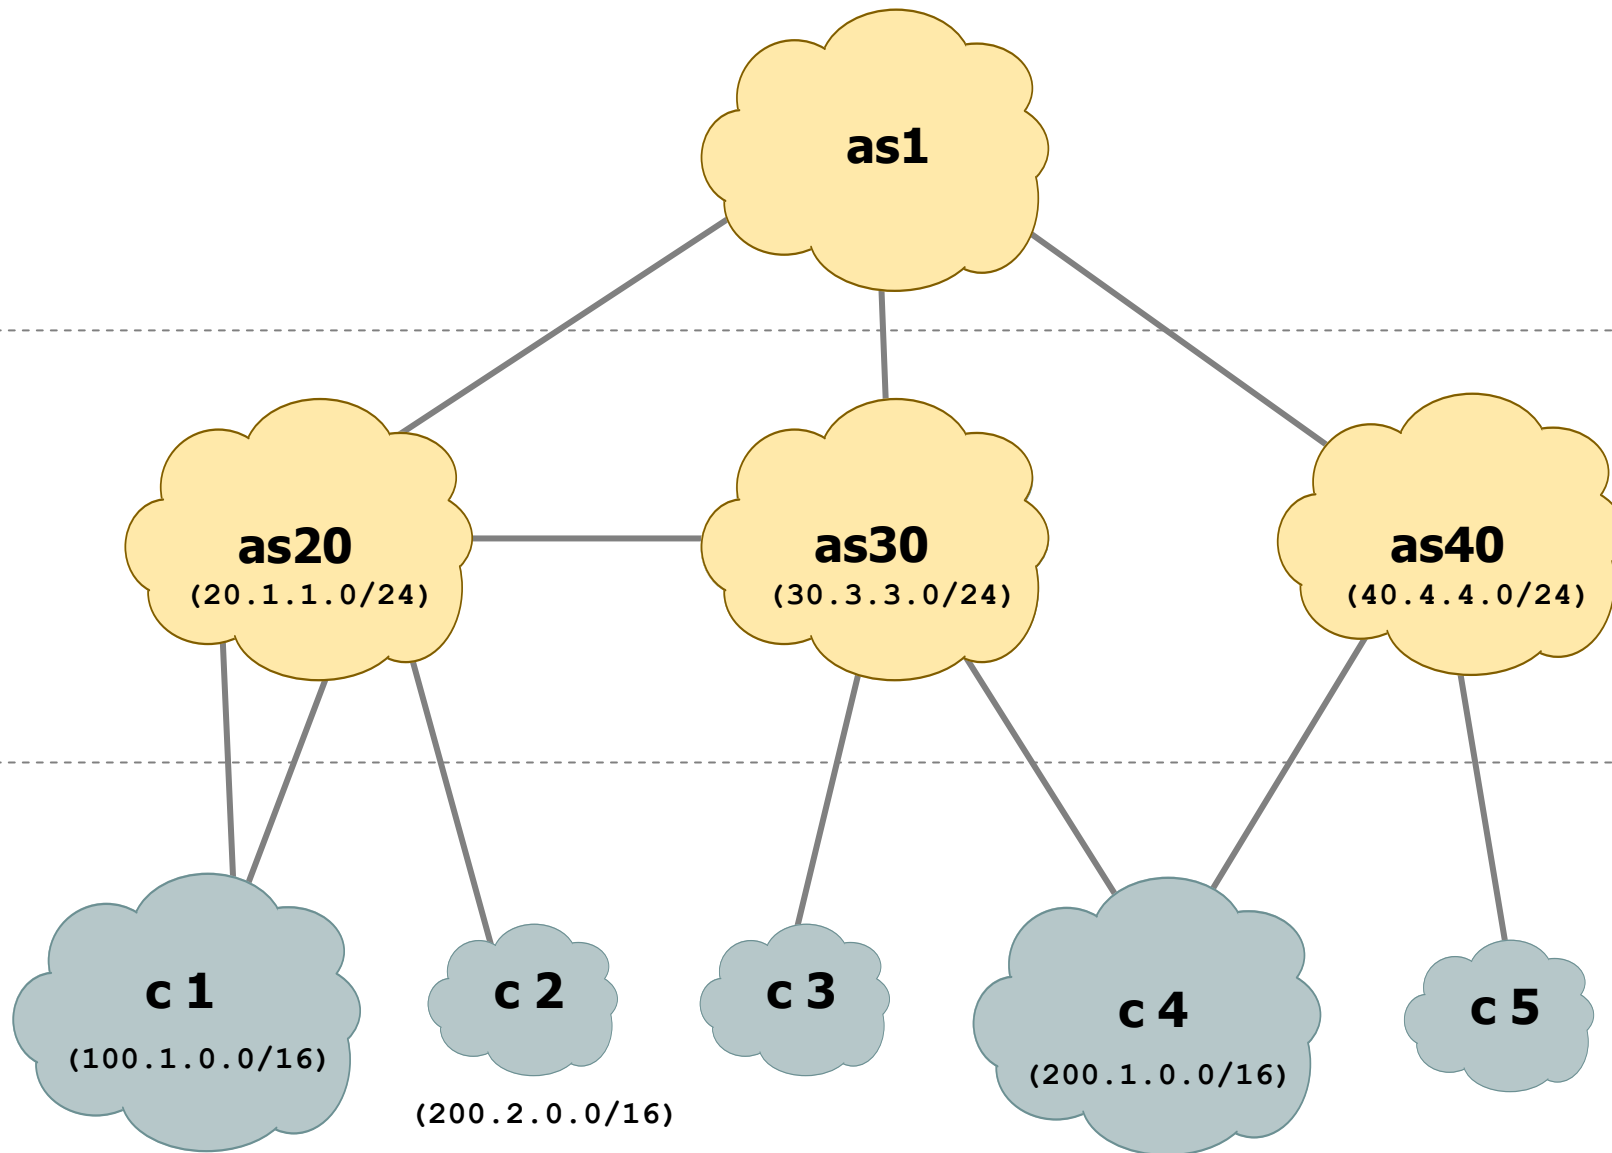 as1
as20
(20.1.1.0/24)
as30
(30.3.3.0/24)
as40
(40.4.4.0/24)
c 1
(100.1.0.0/16)
c 2
(200.2.0.0/16)
c 3
c 4
(200.1.0.0/16)
c 5